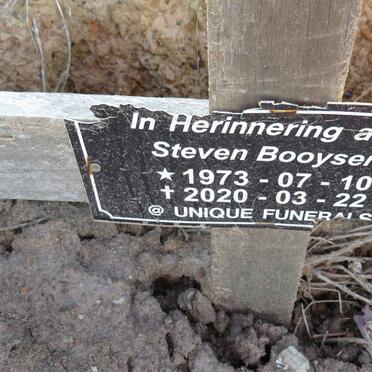 In Herinnering a
Steven Booysen
★ 1973 - 07 - 10
✝ 2020 - 03 - 22
@ UNIQUE FUNERALS